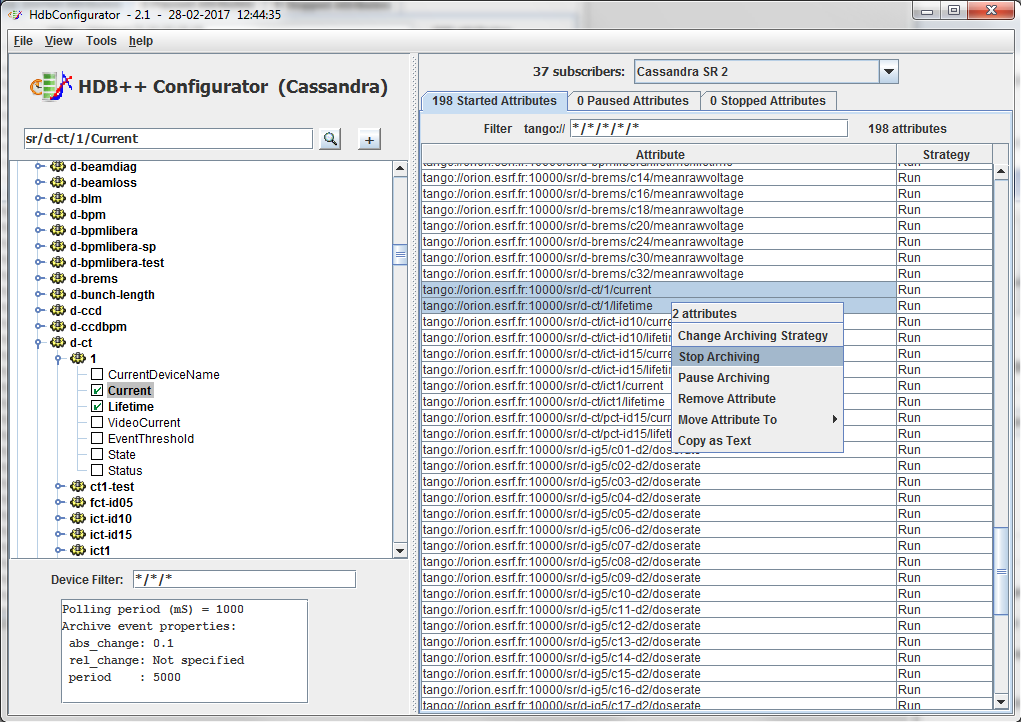 HdbConfigurator - 2.1 - 28-02-2017 12:44:35
File View Tools help
HDB++ Configurator (Cassandra)
sr/d-ct/1/Current
+
d-beamdiag
d-beamloss
d-blm
d-bpm
d-bpmlibera
d-bpmlibera-sp
d-bpmlibera-test
d-brems
d-bunch-length
d-ccd
d-ccdbpm
d-ct
1
CurrentDeviceName
Current
Lifetime
VideoCurrent
EventThreshold
State
Status
ct1-test
fct-id05
ict-id10
ict-id15
ict1
Device Filter: */*/*
Polling period (mS) = 1000
Archive event properties:
abs_change: 0.1
rel_change: Not specified
period : 5000
37 subscribers: Cassandra SR 2
198 Started Attributes 0 Paused Attributes 0 Stopped Attributes
Filter tango:// */*/*/*/* 198 attributes
Attribute Strategy
tango://orion.esrf.fr:10000/sr/d-brems/c14/meanrawvoltage Run
tango://orion.esrf.fr:10000/sr/d-brems/c16/meanrawvoltage Run
tango://orion.esrf.fr:10000/sr/d-brems/c18/meanrawvoltage Run
tango://orion.esrf.fr:10000/sr/d-brems/c20/meanrawvoltage Run
tango://orion.esrf.fr:10000/sr/d-brems/c24/meanrawvoltage Run
tango://orion.esrf.fr:10000/sr/d-brems/c30/meanrawvoltage Run
tango://orion.esrf.fr:10000/sr/d-brems/c32/meanrawvoltage Run
tango://orion.esrf.fr:10000/sr/d-ct/1/current Run
tango://orion.esrf.fr:10000/sr/d-ct/1/lifetime Run
tango://orion.esrf.fr:10000/sr/d-ct/ict-id10/curre Run
tango://orion.esrf.fr:10000/sr/d-ct/ict-id10/lifetir Run
tango://orion.esrf.fr:10000/sr/d-ct/ict-id15/curre Run
tango://orion.esrf.fr:10000/sr/d-ct/ict-id15/lifetir Run
tango://orion.esrf.fr:10000/sr/d-ct/ict1/current Run
tango://orion.esrf.fr:10000/sr/d-ct/ict1/lifetime Run
tango://orion.esrf.fr:10000/sr/d-ct/pct-id15/curr Run
tango://orion.esrf.fr:10000/sr/d-ct/pct-id15/lifeti Run
tango://orion.esrf.fr:10000/sr/d-ig5/c01-d2/doserate Run
tango://orion.esrf.fr:10000/sr/d-ig5/c02-d2/doserate Run
tango://orion.esrf.fr:10000/sr/d-ig5/c03-d2/doserate Run
tango://orion.esrf.fr:10000/sr/d-ig5/c04-d2/doserate Run
tango://orion.esrf.fr:10000/sr/d-ig5/c05-d2/doserate Run
tango://orion.esrf.fr:10000/sr/d-ig5/c06-d2/doserate Run
tango://orion.esrf.fr:10000/sr/d-ig5/c07-d2/doserate Run
tango://orion.esrf.fr:10000/sr/d-ig5/c08-d2/doserate Run
tango://orion.esrf.fr:10000/sr/d-ig5/c09-d2/doserate Run
tango://orion.esrf.fr:10000/sr/d-ig5/c10-d2/doserate Run
tango://orion.esrf.fr:10000/sr/d-ig5/c11-d2/doserate Run
tango://orion.esrf.fr:10000/sr/d-ig5/c12-d2/doserate Run
tango://orion.esrf.fr:10000/sr/d-ig5/c13-d2/doserate Run
tango://orion.esrf.fr:10000/sr/d-ig5/c14-d2/doserate Run
tango://orion.esrf.fr:10000/sr/d-ig5/c15-d2/doserate Run
tango://orion.esrf.fr:10000/sr/d-ig5/c16-d2/doserate Run
tango://orion.esrf.fr:10000/sr/d-ig5/c17-d2/doserate Run
2 attributes
Change Archiving Strategy
Stop Archiving
Pause Archiving
Remove Attribute
Move Attribute To
Copy as Text